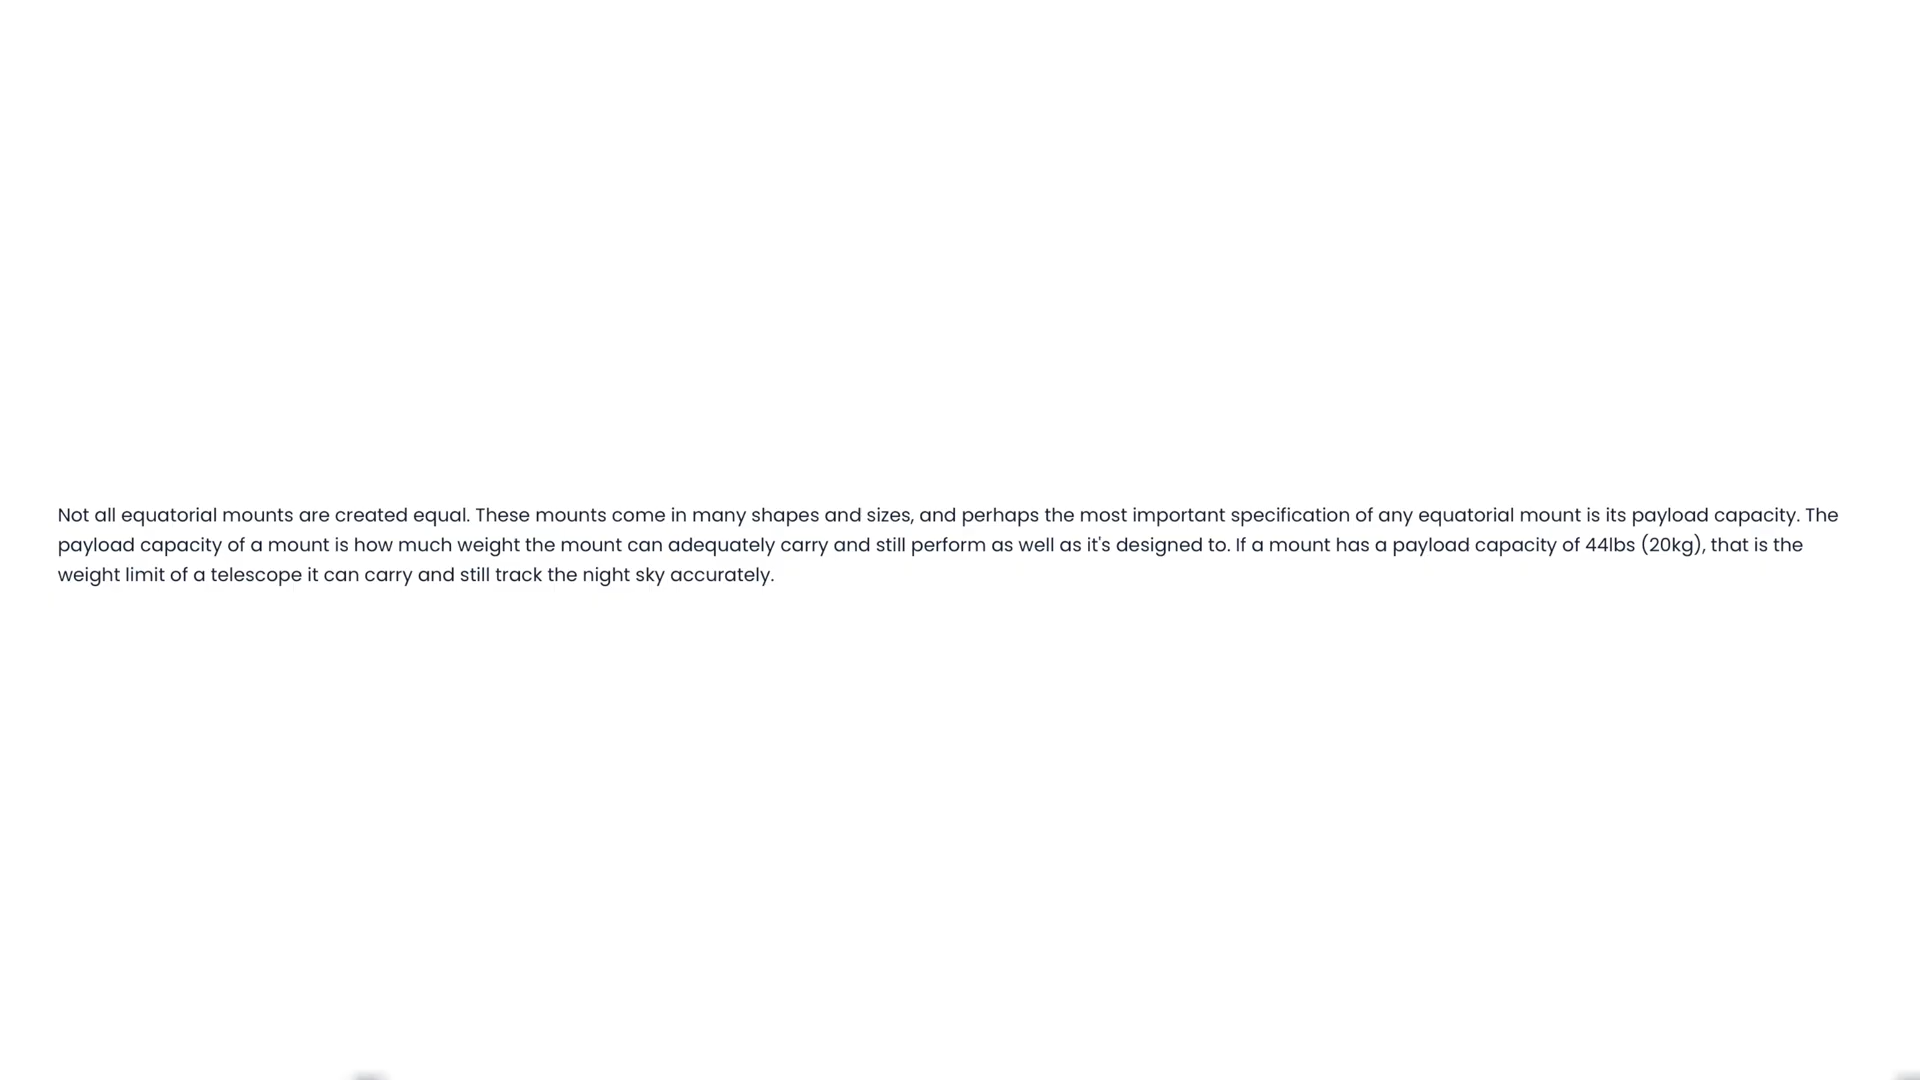 Not all equatorial mounts are created equal. These mounts come in many shapes and sizes, and perhaps the most important specification of any equatorial mount is its payload capacity. The
payload capacity of a mount is how much weight the mount can adequately carry and still perform as well as it's designed to. If a mount has a payload capacity of 44lbs (20kg), that is the
weight limit of a telescope it can carry and still track the night sky accurately.